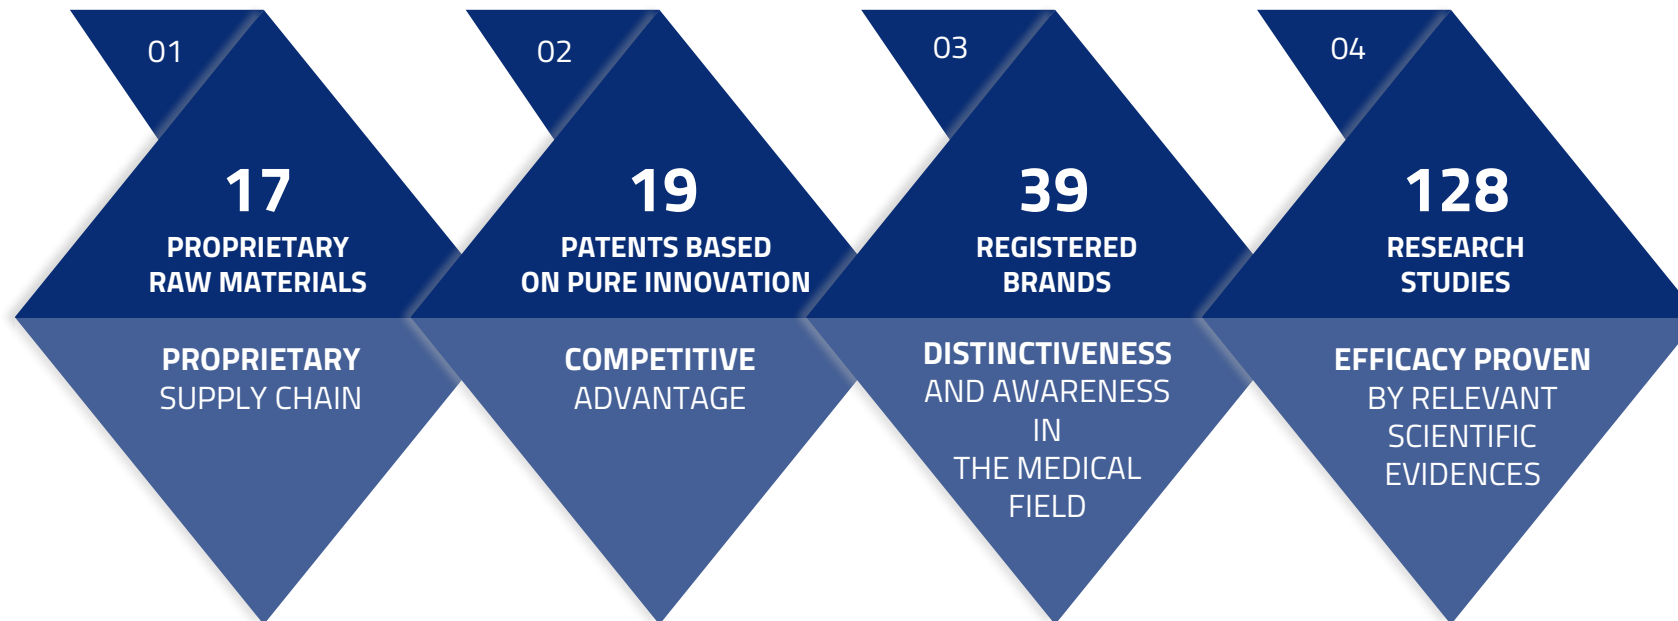 01
17
PROPRIETARY
RAW MATERIALS
PROPRIETARY
SUPPLY CHAIN
02
19
PATENTS BASED
ON PURE INNOVATION
COMPETITIVE
ADVANTAGE
03
39
REGISTERED
BRANDS
DISTINCTIVENESS
AND AWARENESS
IN
THE MEDICAL
FIELD
04
128
RESEARCH
STUDIES
EFFICACY PROVEN
BY RELEVANT
SCIENTIFIC
EVIDENCES